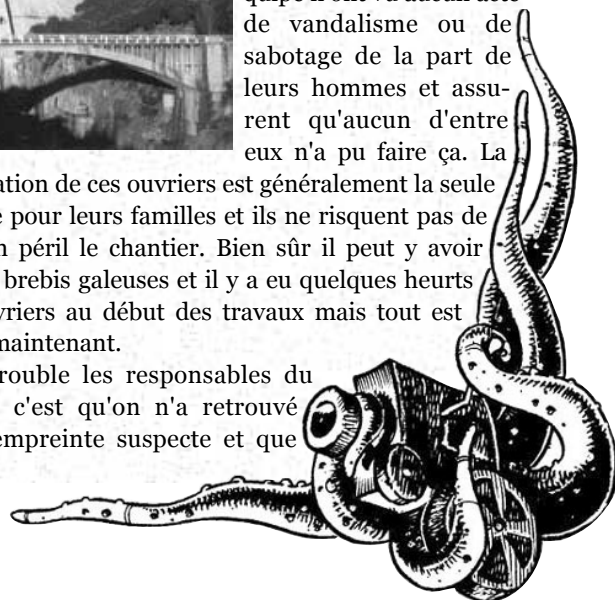 de vandalisme ou de
sabotage de la part de
leurs hommes et assu-
rent qu'aucun d'entre
eux n'a pu faire ça. La
ation de ces ouvriers est généralement la seule
pour leurs familles et ils ne risquent pas de
péril le chantier. Bien sûr il peut y avoir
brebis galeuses et il y a eu quelques heurts
vriers au début des travaux mais tout est
maintenant.
rouble les responsables du
c'est qu'on n'a retrouvé
empreinte suspecte et que